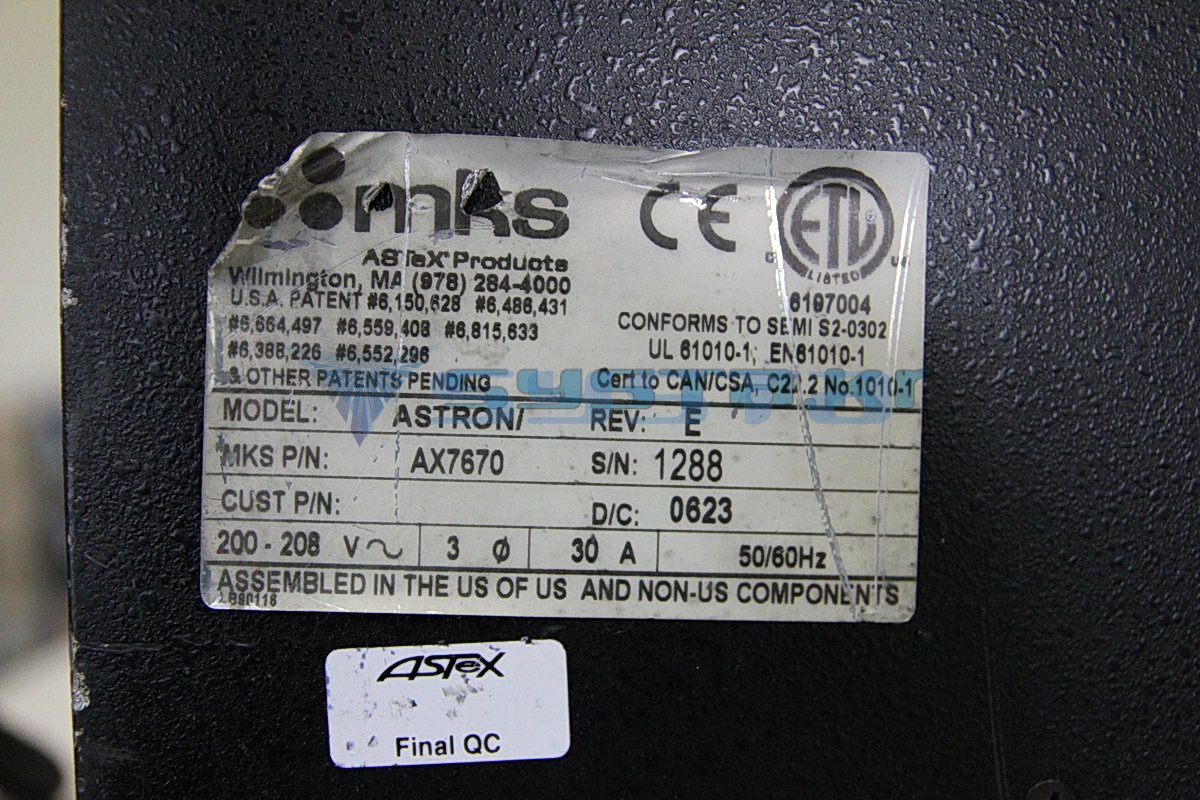 mks
CE
ETL
LISTED
ASTeX Products
Wilmington, MA (978) 284-4000
U.S.A. PATENT #6,150,628 #6,486,431
#6,664,497 #6,559,408 #6,815,633
#6,388,226 #6,552,296
& OTHER PATENTS PENDING
6197004
CONFORMS TO SEMI S2-0302
UL 61010-1, EN61010-1
Cert to CAN/CSA, C22.2 No.1010-1
MODEL: ASTRON/ REV: E
MKS P/N: AX7670 S/N: 1288
CUST P/N: D/C: 0623
200 - 208 V~ 3 Ø 30 A 50/60Hz
ASSEMBLED IN THE US OF US AND NON-US COMPONENTS
ASTeX
Final QC